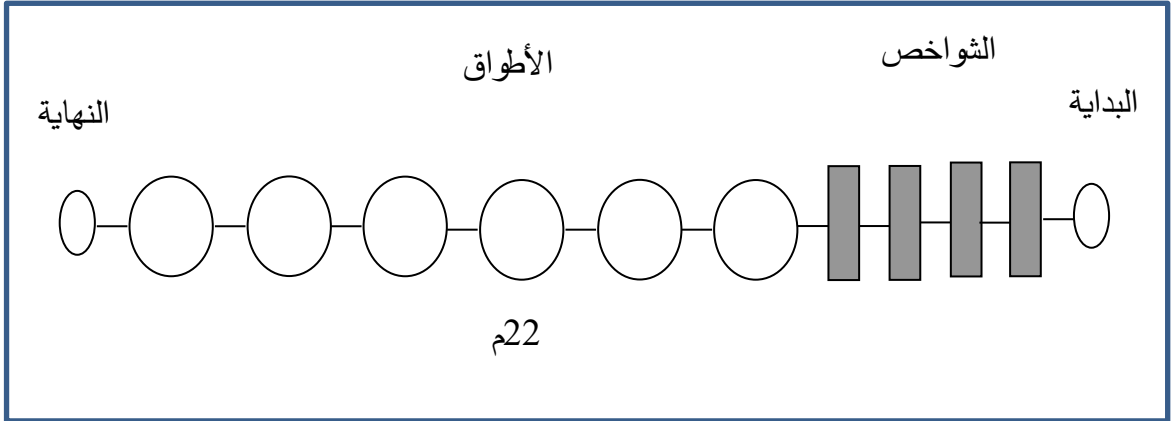 الشواخص
الأطواق
البداية
النهاية
22م